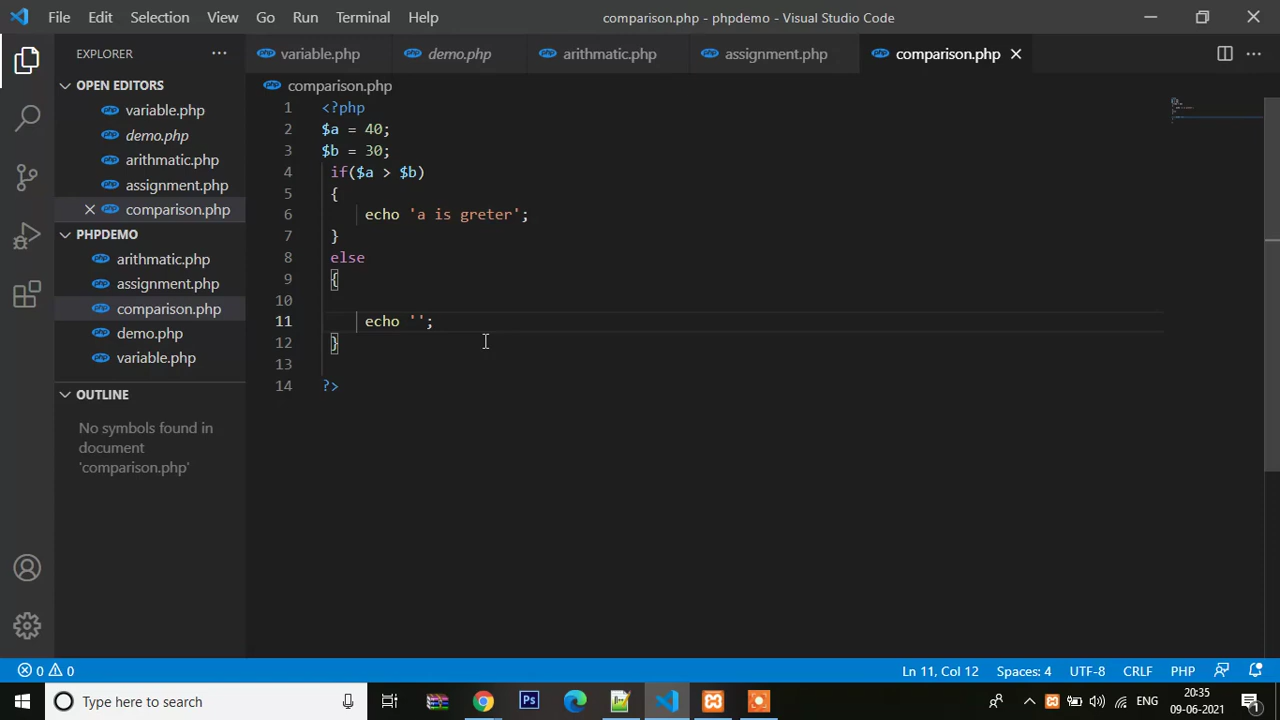 File Edit Selection View Go Run Terminal Help comparison.php - phpdemo - Visual Studio Code
EXPLORER
variable.php demo.php arithmatic.php assignment.php comparison.php
OPEN EDITORS
variable.php
demo.php
arithmatic.php
assignment.php
comparison.php
PHPDEMO
arithmatic.php
assignment.php
comparison.php
demo.php
variable.php
OUTLINE
No symbols found in
document
'comparison.php'
comparison.php
1 <?php
2 $a = 40;
3 $b = 30;
4 if($a > $b)
5 {
6 echo 'a is greter';
7 }
8 else
9 {
10
11 echo '';
12 }
13
14 ?>
0 0 Ln 11, Col 12 Spaces: 4 UTF-8 CRLF PHP
Type here to search Ps ENG 20:35
09-06-2021 1